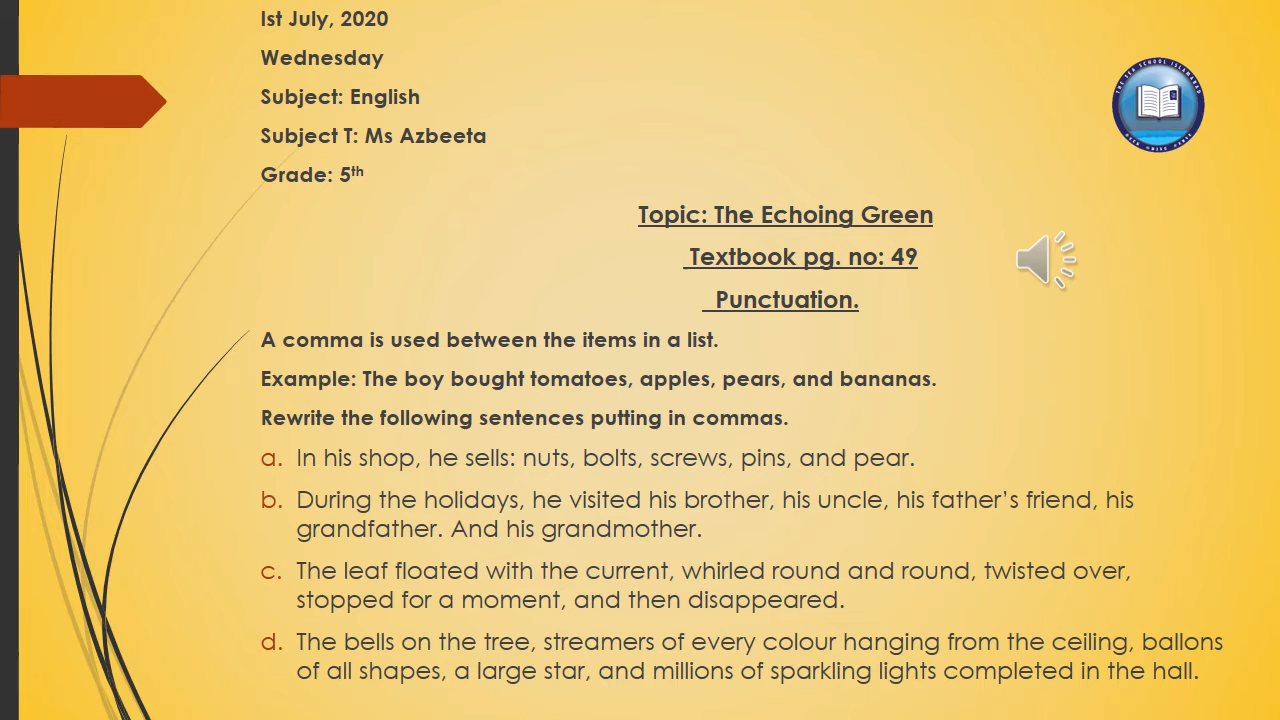 Ist July, 2020
Wednesday
Subject: English
Subject T: Ms Azbeeta
Grade: 5th
Topic: The Echoing Green
Textbook pg. no: 49
Punctuation.
A comma is used between the items in a list.
Example: The boy bought tomatoes, apples, pears, and bananas.
Rewrite the following sentences putting in commas.
a. In his shop, he sells: nuts, bolts, screws, pins, and pear.
b. During the holidays, he visited his brother, his uncle, his father’s friend, his
grandfather. And his grandmother.
c. The leaf floated with the current, whirled round and round, twisted over,
stopped for a moment, and then disappeared.
d. The bells on the tree, streamers of every colour hanging from the ceiling, ballons
of all shapes, a large star, and millions of sparkling lights completed in the hall.